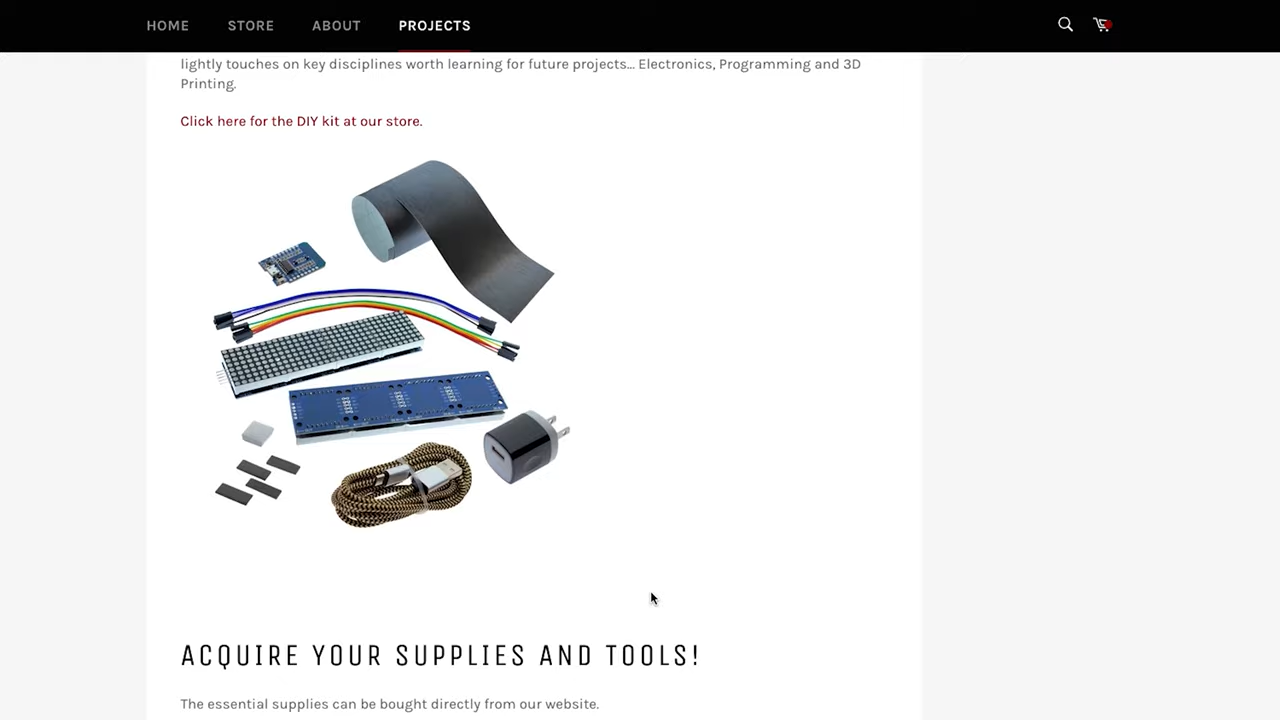 HOME STORE ABOUT PROJECTS
lightly touches on key disciplines worth learning for future projects... Electronics, Programming and 3D
Printing.
Click here for the DIY kit at our store.
ACQUIRE YOUR SUPPLIES AND TOOLS!
The essential supplies can be bought directly from our website.